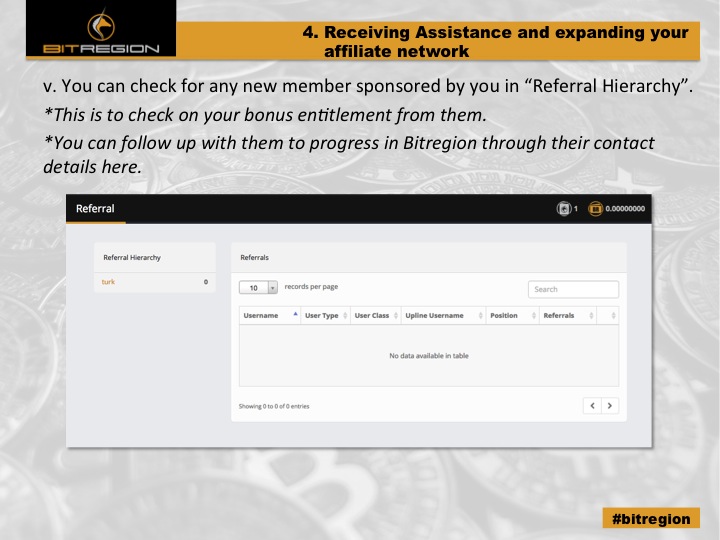 BITREGION
4. Receiving Assistance and expanding your
affiliate network
v. You can check for any new member sponsored by you in “Referral Hierarchy”.
*This is to check on your bonus entitlement from them.
*You can follow up with them to progress in Bitregion through their contact
details here.
Referral
1
0.00000000
Referral Hierarchy
turk 0
Referrals
10 records per page
Search
Username User Type User Class Upline Username Position Referrals
No data available in table
Showing 0 to 0 of 0 entries
#bitregion